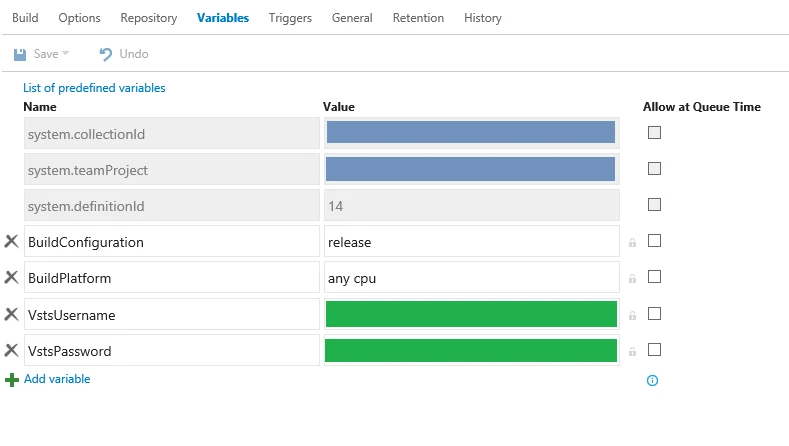 Build Options Repository Variables Triggers General Retention History
Save Undo
List of predefined variables
Name Value Allow at Queue Time
system.collectionId
system.teamProject
system.definitionId 14
BuildConfiguration release
BuildPlatform any cpu
VstsUsername
VstsPassword
Add variable